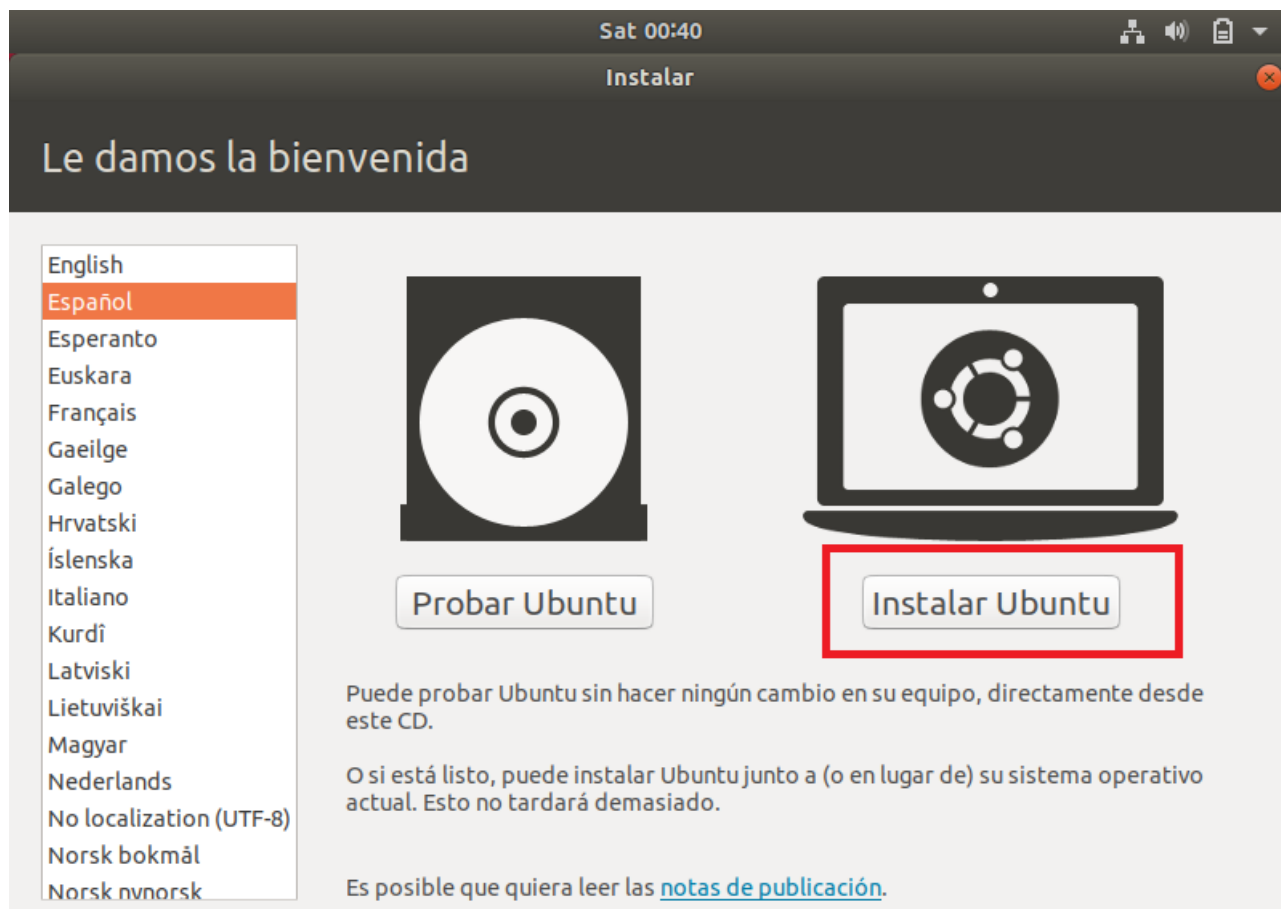 Sat 00:40
Instalar
Le damos la bienvenida
English
Español
Esperanto
Euskara
Français
Gaeilge
Galego
Hrvatski
Íslenska
Italiano
Kurdî
Latviski
Lietuviškai
Magyar
Nederlands
No localization (UTF-8)
Norsk bokmål
Norsk nynorsk
Probar Ubuntu
Instalar Ubuntu
Puede probar Ubuntu sin hacer ningún cambio en su equipo, directamente desde
este CD.
O si está listo, puede instalar Ubuntu junto a (o en lugar de) su sistema operativo
actual. Esto no tardará demasiado.
Es posible que quiera leer las notas de publicación.